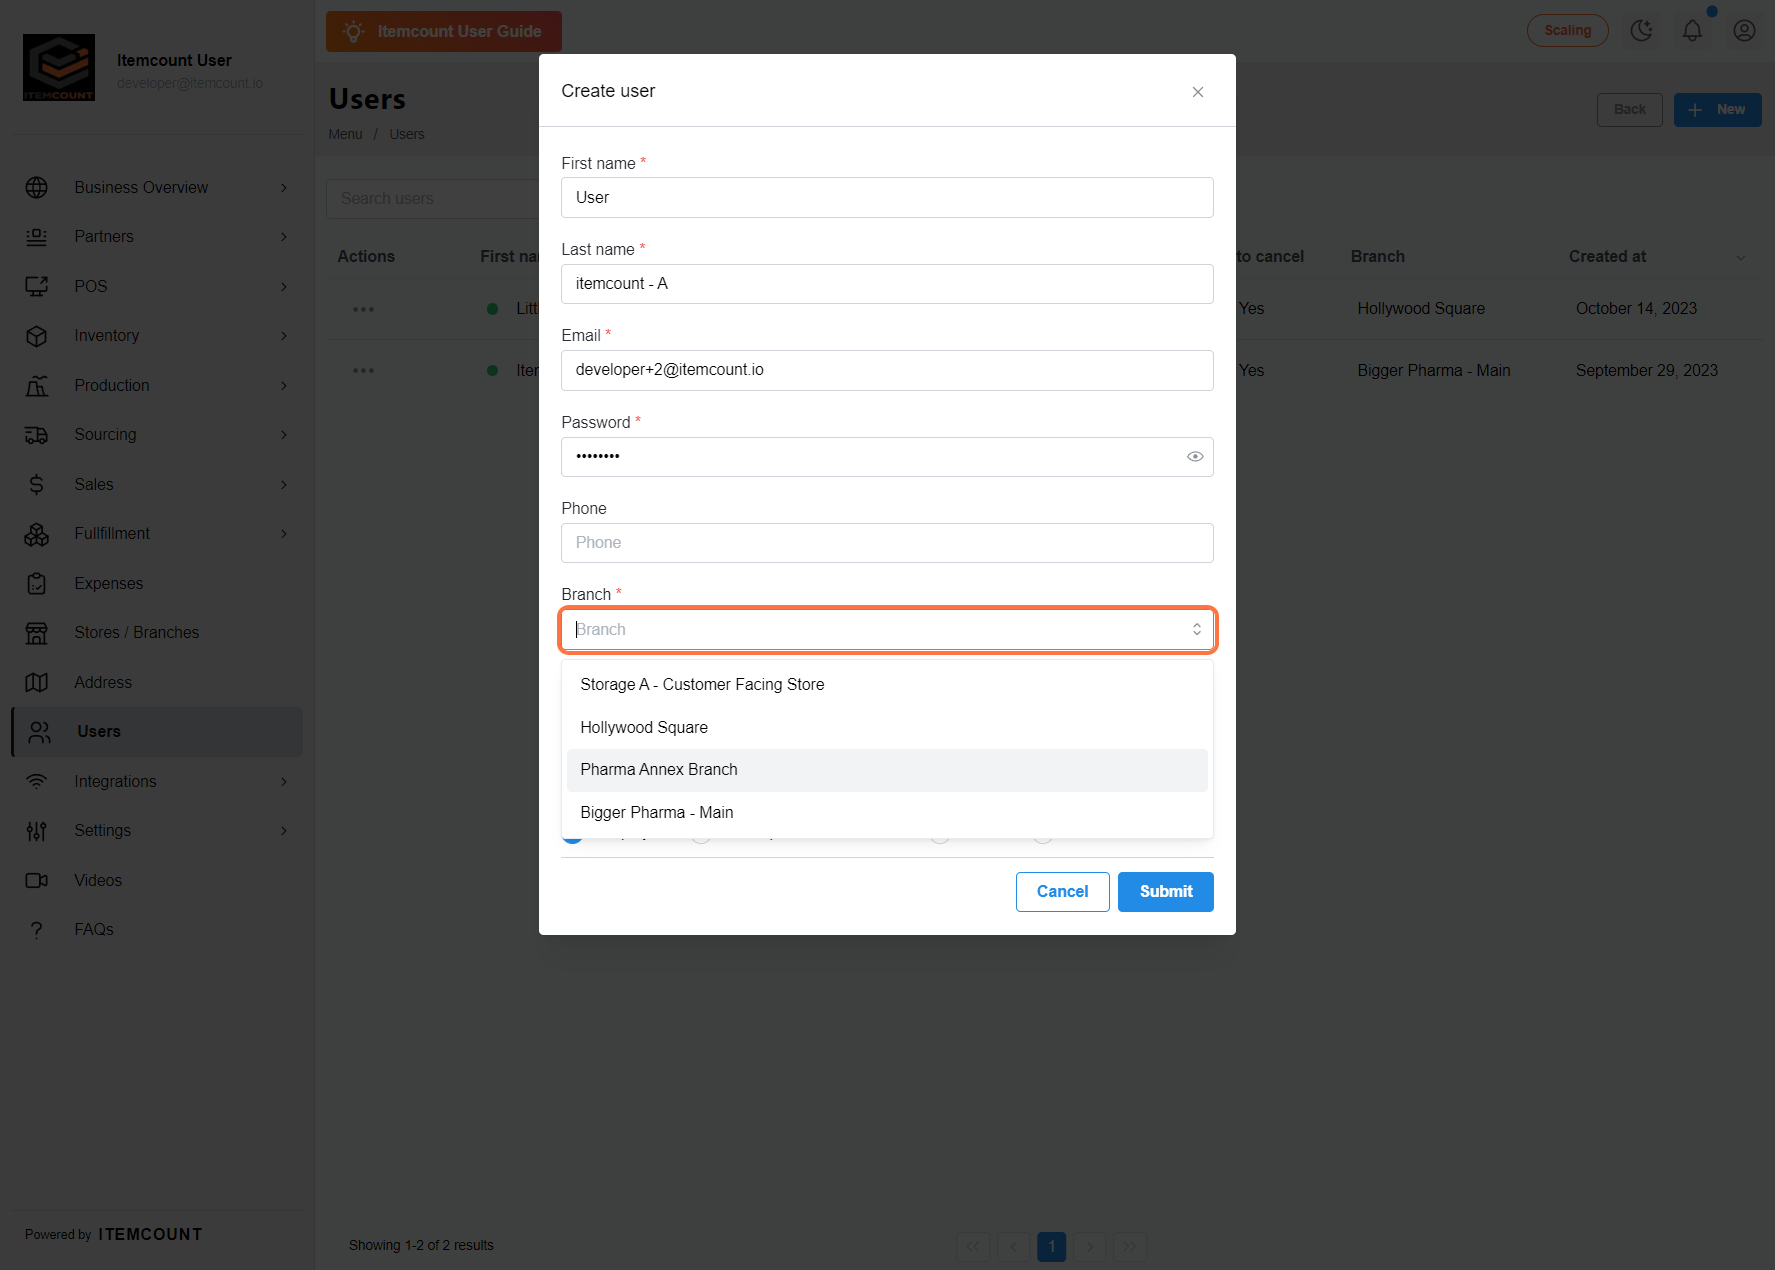 ITEMCOUNT
Itemcount User
developer@itemcount.io
Business Overview
Partners
POS
Inventory
Production
Sourcing
Sales
Fullfillment
Expenses
Stores / Branches
Address
Users
Integrations
Settings
Videos
FAQs
Powered by ITEMCOUNT
Itemcount User Guide
Scaling
Users
Menu / Users
Back
+ New
Search users
Actions
First na
to cancel
Branch
Created at
Litt
Yes
Hollywood Square
October 14, 2023
Iter
Yes
Bigger Pharma - Main
September 29, 2023
Create user
First name *
User
Last name *
itemcount - A
Email *
developer+2@itemcount.io
Password *
••••••••
Phone
Phone
Branch *
Branch
Storage A - Customer Facing Store
Hollywood Square
Pharma Annex Branch
Bigger Pharma - Main
Cancel
Submit
Showing 1-2 of 2 results
1